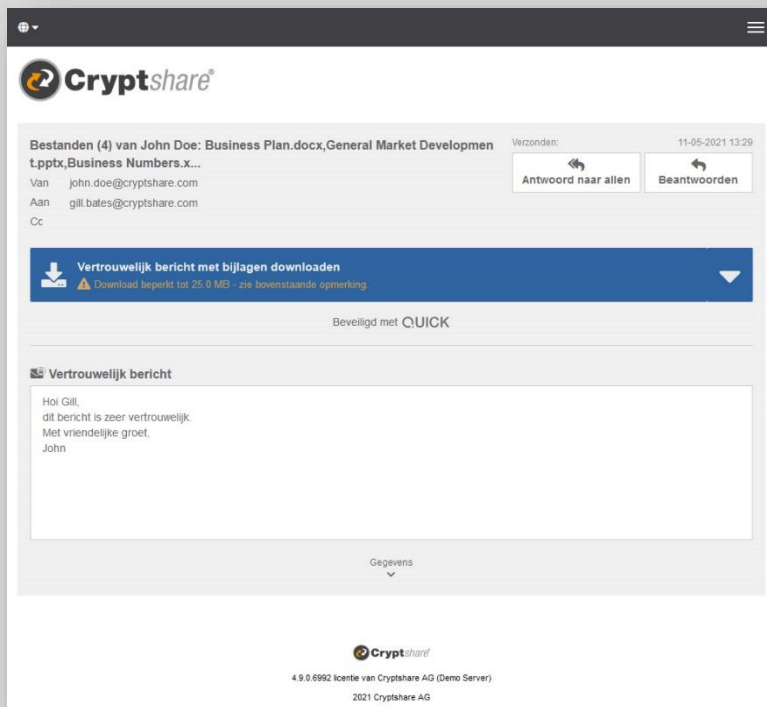 Cryptshare®
Bestanden (4) van John Doe: Business Plan.docx,General Market Developmen
t.pptx,Business Numbers.x...
Van john.doe@cryptshare.com
Aan gill.bates@cryptshare.com
Cc
Verzonden: 11-05-2021 13:29
Antwoord naar allen
Beantwoorden
Vertrouwelijk bericht met bijlagen downloaden
Download beperkt tot 25.0 MB - zie bovenstaande opmerking.
Beveiligd met QUICK
Vertrouwelijk bericht
Hoi Gill,
dit bericht is zeer vertrouwelijk.
Met vriendelijke groet,
John
Gegevens
Cryptshare®
4.9.0.6992 licentie van Cryptshare AG (Demo Server)
2021 Cryptshare AG